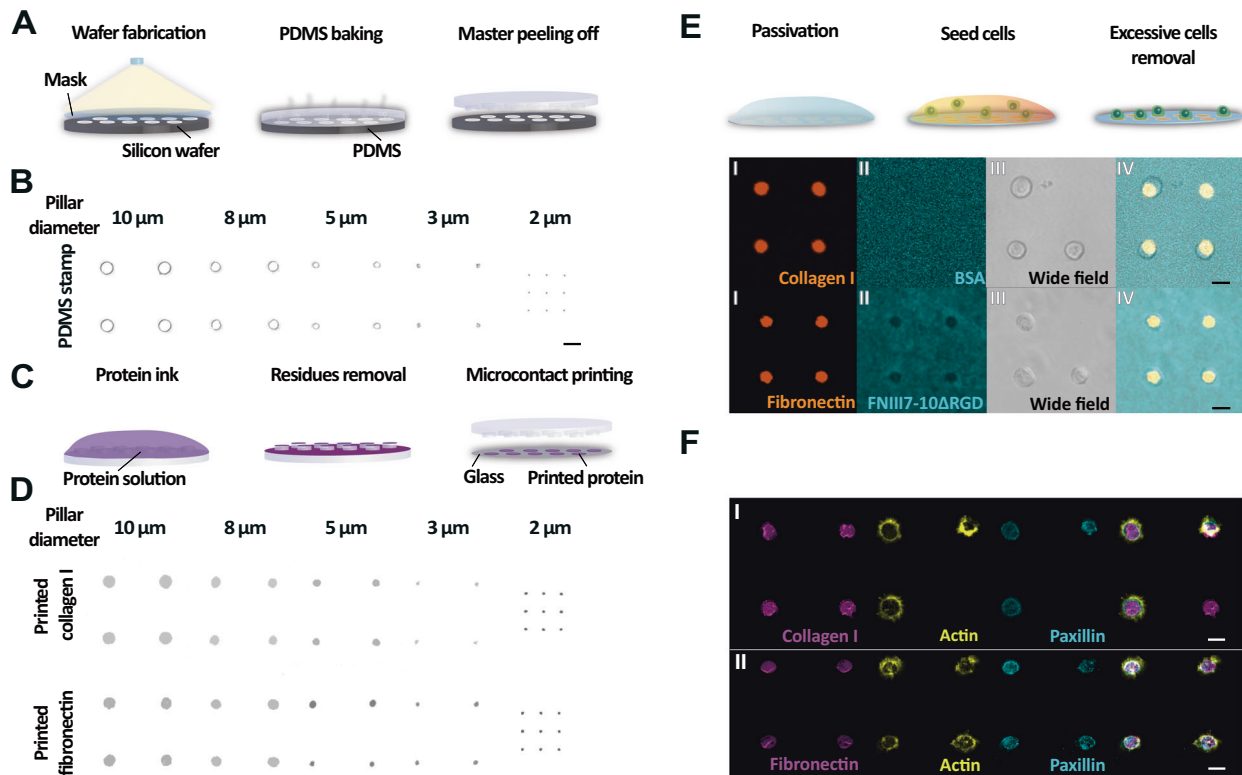 A
Wafer fabrication
PDMS baking
Master peeling off
Mask
Silicon wafer
PDMS
B
Pillar
diameter
10 µm
8 µm
5 µm
3 µm
2 µm
PDMS stamp
C
Protein ink
Residues removal
Microcontact printing
Protein solution
Glass
Printed protein
D
Pillar
diameter
10 µm
8 µm
5 µm
3 µm
2 µm
Printed
collagen I
Printed
fibronectin
E
Passivation
Seed cells
Excessive cells
removal
I
II
III
IV
Collagen I
BSA
Wide field
I
II
III
IV
Fibronectin
FNIII7-10ΔRGD
Wide field
F
I
Collagen I
Actin
Paxillin
II
Fibronectin
Actin
Paxillin